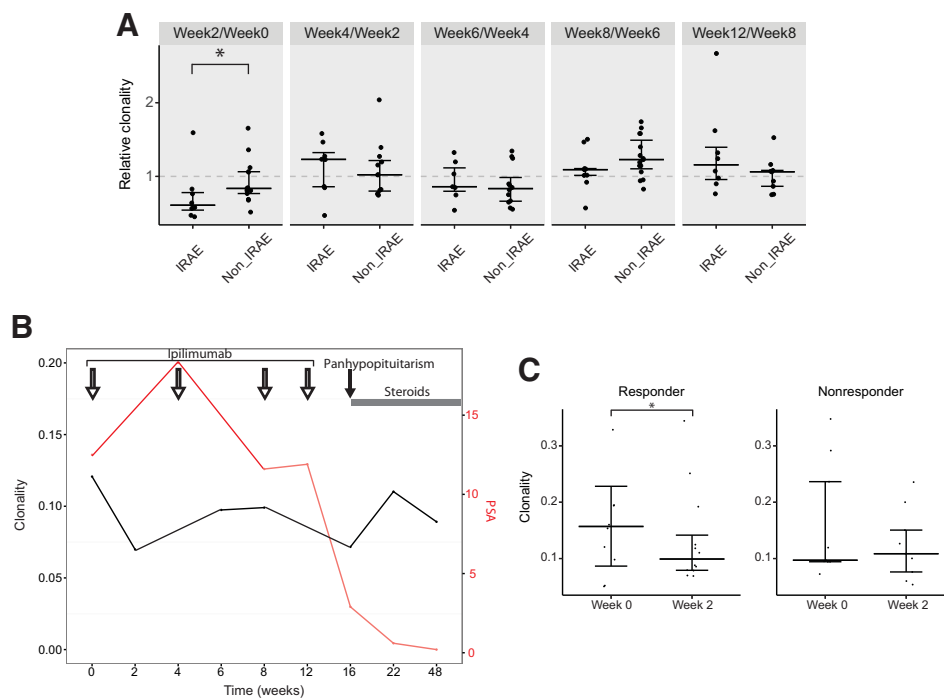 A
Week2/Week0 Week4/Week2 Week6/Week4 Week8/Week6 Week12/Week8
*
Relative clonality
2
1
IRAE Non_IRAE IRAE Non_IRAE IRAE Non_IRAE IRAE Non_IRAE IRAE Non_IRAE
B
Ipilimumab
Panhypopituitarism
Steroids
Clonality
0.20
0.15
0.10
0.05
0.00
PSA
15
10
5
0
0 2 4 6 8 12 16 22 48
Time (weeks)
C
Responder Nonresponder
*
Clonality
0.3 0.3
0.2 0.2
0.1 0.1
Week 0 Week 2 Week 0 Week 2